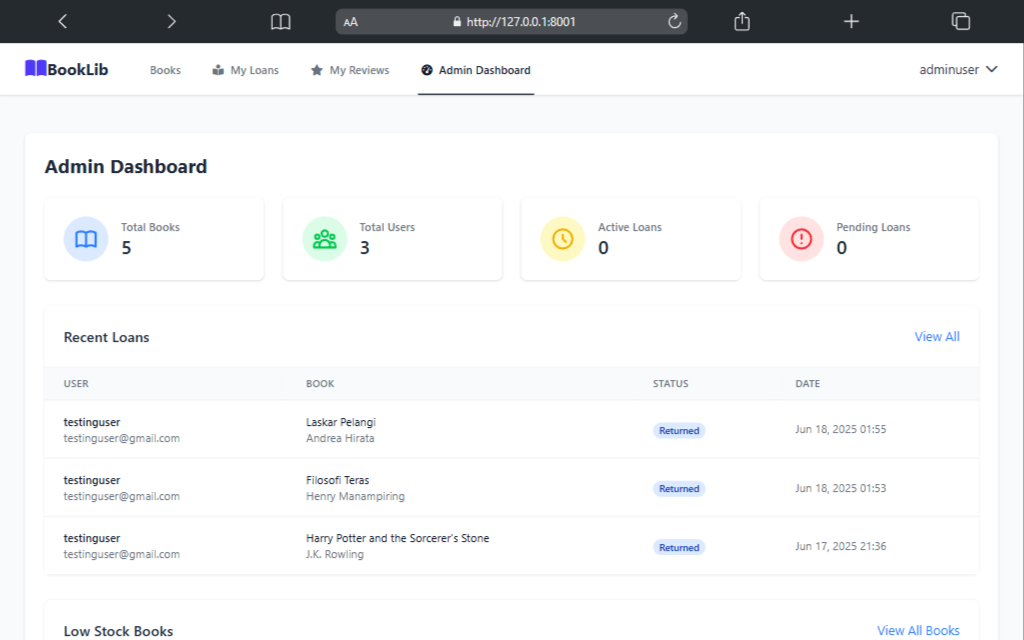 AA http://127.0.0.1:8001
BookLib Books My Loans My Reviews Admin Dashboard adminuser
Admin Dashboard
Total Books
5
Total Users
3
Active Loans
0
Pending Loans
0
Recent Loans View All
USER BOOK STATUS DATE
testinguser Laskar Pelangi
testinguser@gmail.com Andrea Hirata Returned Jun 18, 2025 01:55
testinguser Filosofi Teras
testinguser@gmail.com Henry Manampiring Returned Jun 18, 2025 01:53
testinguser Harry Potter and the Sorcerer's Stone
testinguser@gmail.com J.K. Rowling Returned Jun 17, 2025 21:36
Low Stock Books View All Books